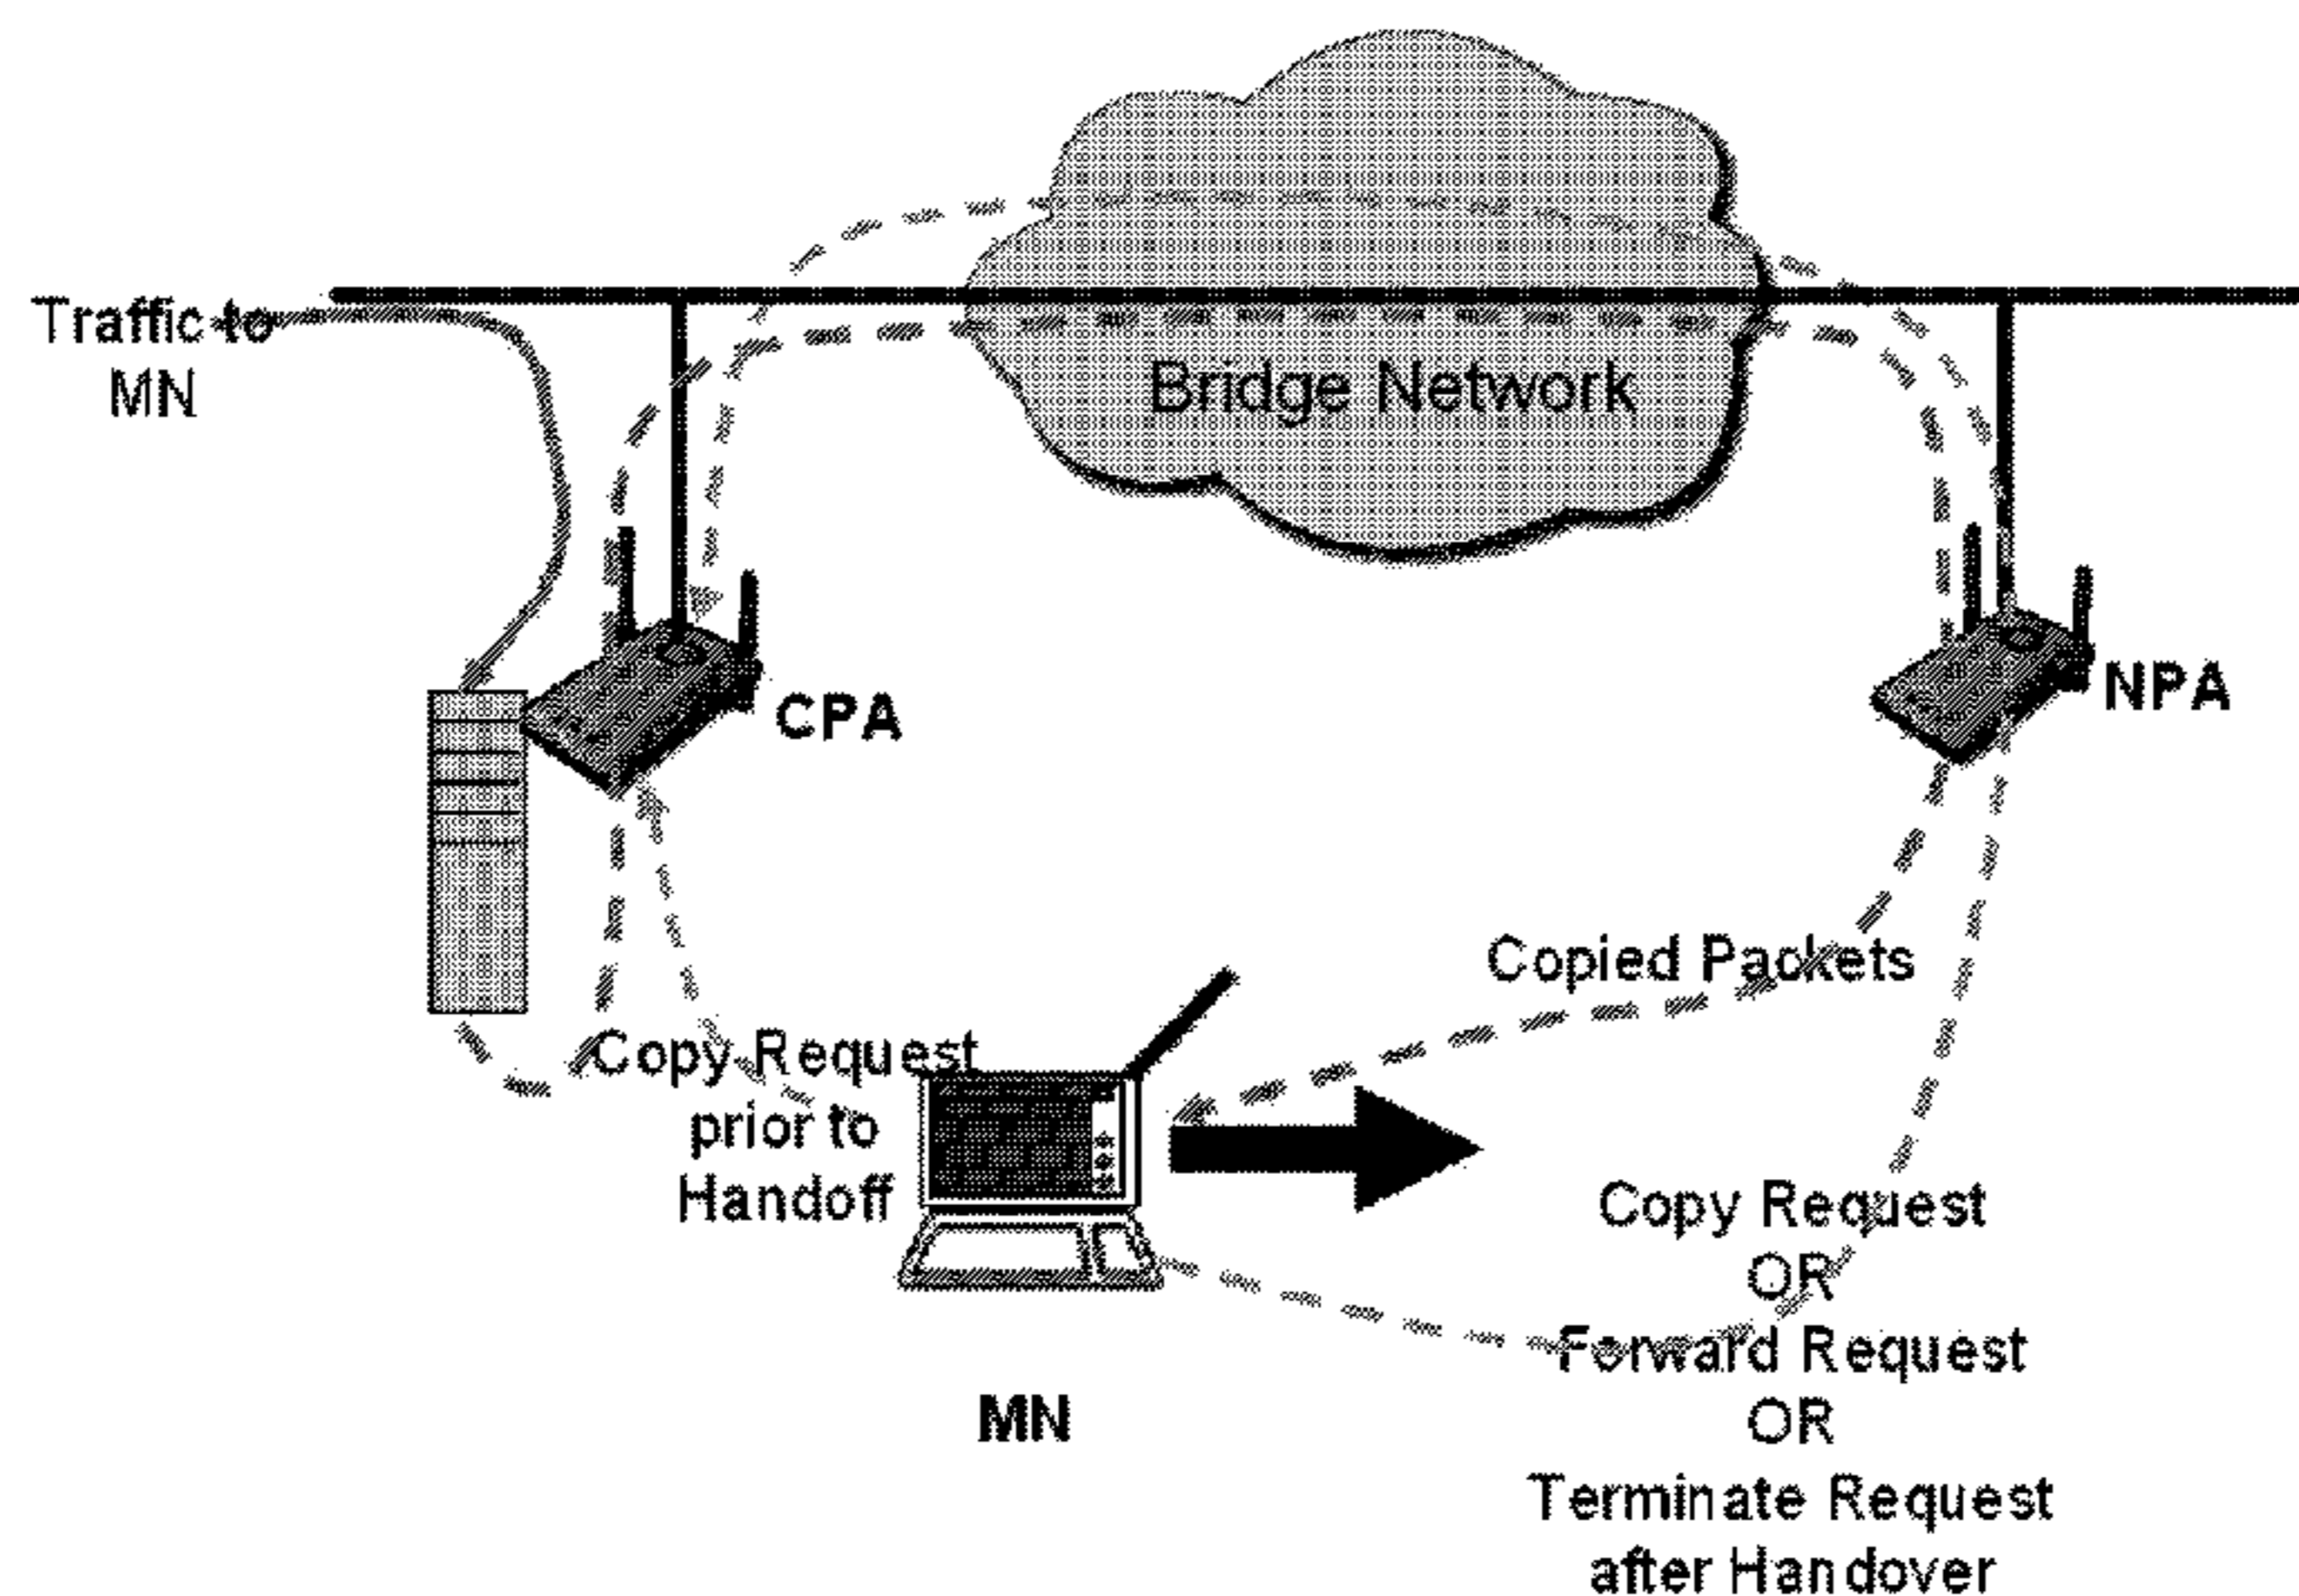 Traffic to
MN
Bridge Network
CPA
NPA
Copied Packets
Copy Request
prior to
Handoff
Copy Request
OR
Forward Request
OR
Terminate Request
after Handover
MN